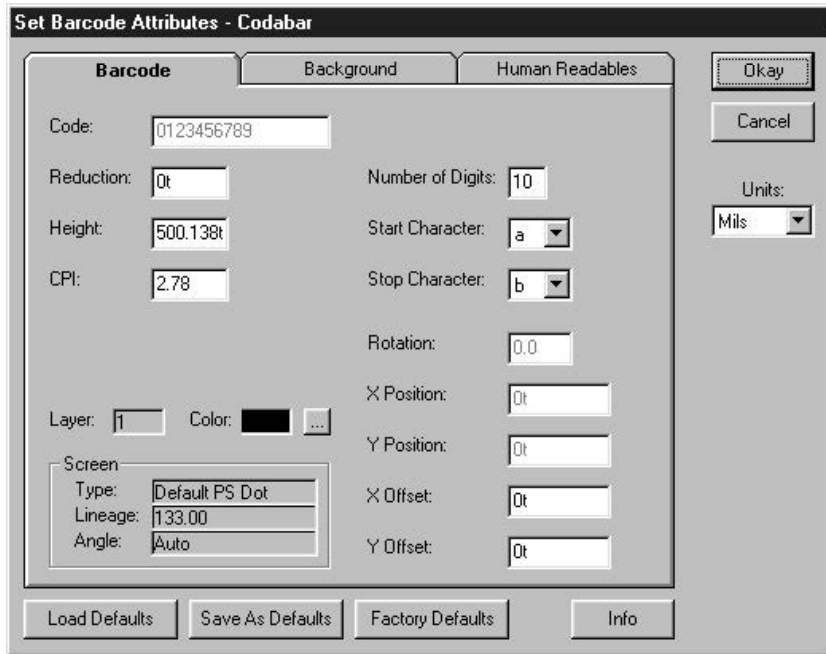 Set Barcode Attributes - Codabar
Barcode Background Human Readables
Okay
Cancel
Units:
Mils
Code: 0123456789
Reduction: 0t Number of Digits: 10
Height: 500.138t Start Character: a
CPI: 2.78 Stop Character: b
Rotation: 0.0
X Position: 0t
Layer: 1 Color: ...
Y Position: 0t
Screen
Type: Default PS Dot
X Offset: 0t
Lineage: 133.00
Angle: Auto
Y Offset: 0t
Load Defaults Save As Defaults Factory Defaults Info